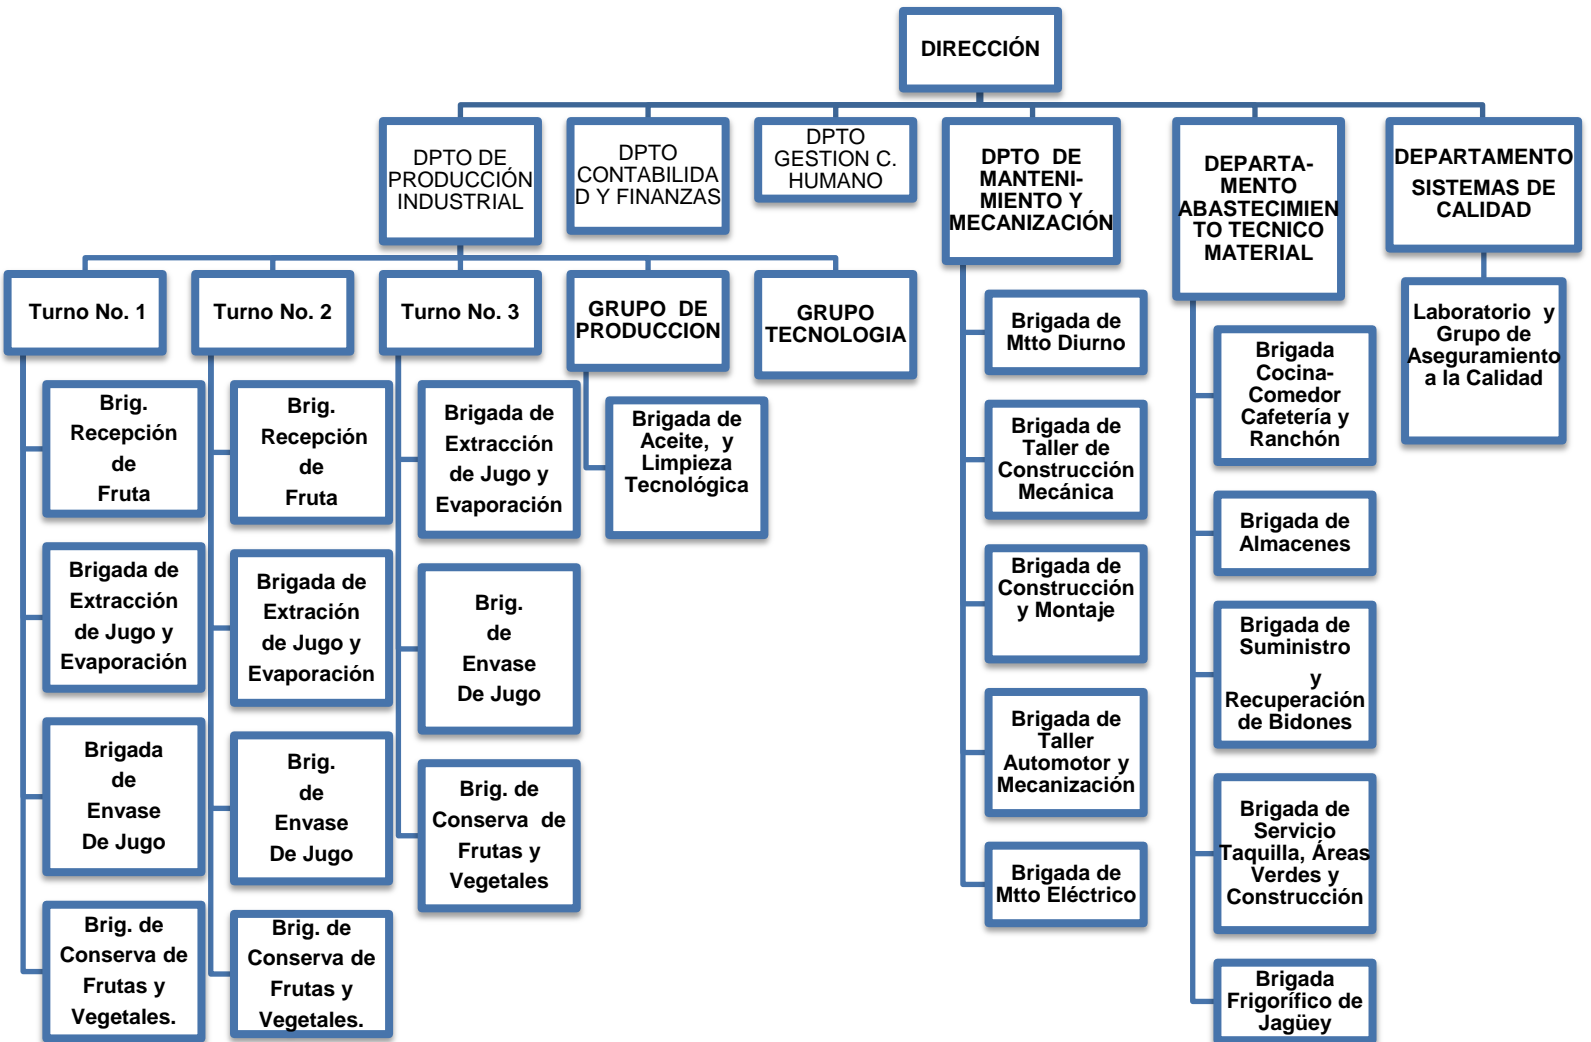 DIRECCIÓN
DPTO DE
PRODUCCIÓN
INDUSTRIAL
DPTO
CONTABILIDA
D Y FINANZAS
DPTO
GESTION C.
HUMANO
DPTO DE
MANTENI-
MIENTO Y
MECANIZACIÓN
DEPARTA-
MENTO
ABASTECIMIEN
TO TECNICO
MATERIAL
DEPARTAMENTO
SISTEMAS DE
CALIDAD
Turno No. 1
Turno No. 2
Turno No. 3
GRUPO DE
PRODUCCION
GRUPO
TECNOLOGIA
Brig.
Recepción
de
Fruta
Brigada de
Extracción
de Jugo y
Evaporación
Brigada
de
Envase
De Jugo
Brig. de
Conserva de
Frutas y
Vegetales.
Brig.
Recepción
de
Fruta
Brigada de
Extración
de Jugo y
Evaporación
Brig.
de
Envase
De Jugo
Brig. de
Conserva de
Frutas y
Vegetales.
Brigada de
Extracción
de Jugo y
Evaporación
Brig.
de
Envase
De Jugo
Brig. de
Conserva de
Frutas y
Vegetales
Brigada de
Aceite, y
Limpieza
Tecnológica
Brigada de
Mtto Diurno
Brigada de
Taller de
Construcción
Mecánica
Brigada de
Construcción
y Montaje
Brigada de
Taller
Automotor y
Mecanización
Brigada de
Mtto Eléctrico
Brigada
Cocina-
Comedor
Cafetería y
Ranchón
Brigada de
Almacenes
Brigada de
Suministro
y
Recuperación
de Bidones
Brigada de
Servicio
Taquilla, Áreas
Verdes y
Construcción
Brigada
Frigorífico de
Jagüey
Laboratorio y
Grupo de
Aseguramiento
a la Calidad